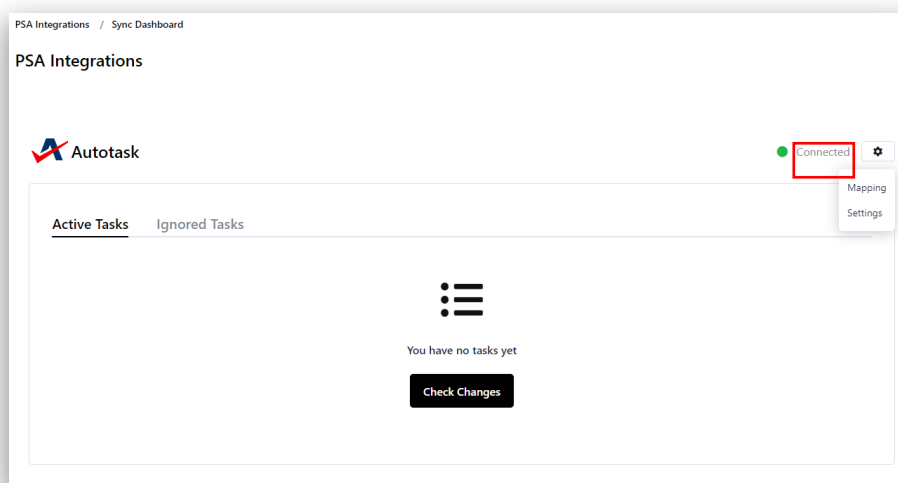 PSA Integrations / Sync Dashboard
PSA Integrations
Autotask
Connected
Mapping
Settings
Active Tasks Ignored Tasks
You have no tasks yet
Check Changes